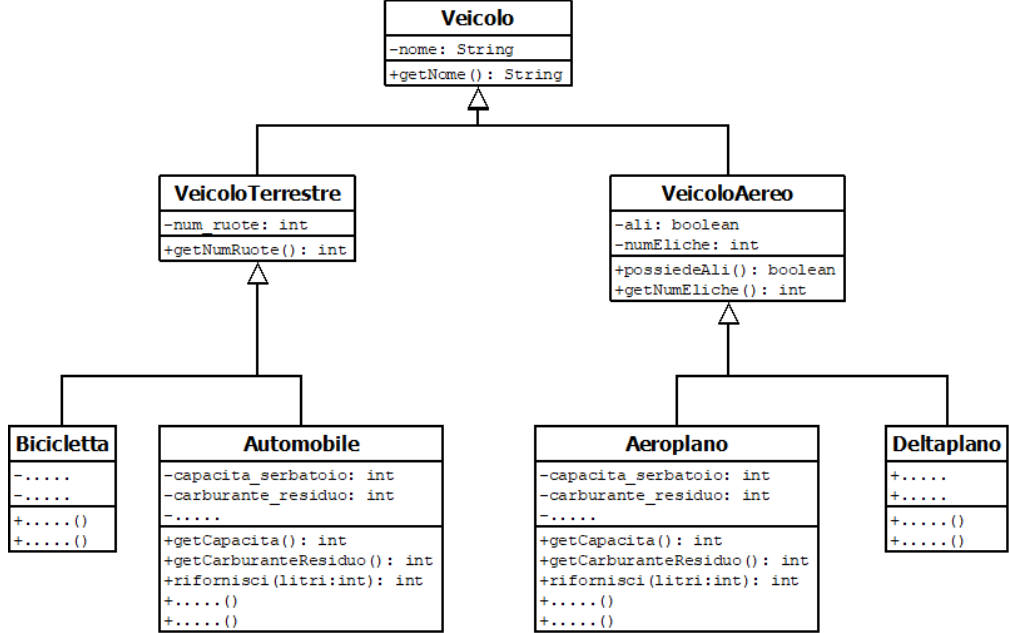 Veicolo
-nome: String
+getNome(): String
VeicoloTerrestre
-num_ruote: int
+getNumRuote(): int
VeicoloAereo
-ali: boolean
-numEliche: int
+possiedeAli(): boolean
+getNumEliche(): int
Bicicletta
-.....
-.....
+.....()
+.....()
Automobile
-capacita_serbatoio: int
-carburante_residuo: int
-.....
+getCapacita(): int
+getCarburanteResiduo(): int
+rifornisci(litri:int): int
+.....()
+.....()
Aeroplano
-capacita_serbatoio: int
-carburante_residuo: int
-.....
+getCapacita(): int
+getCarburanteResiduo(): int
+rifornisci(litri:int): int
+.....()
+.....()
Deltaplano
+.....
+.....
+.....()
+.....()